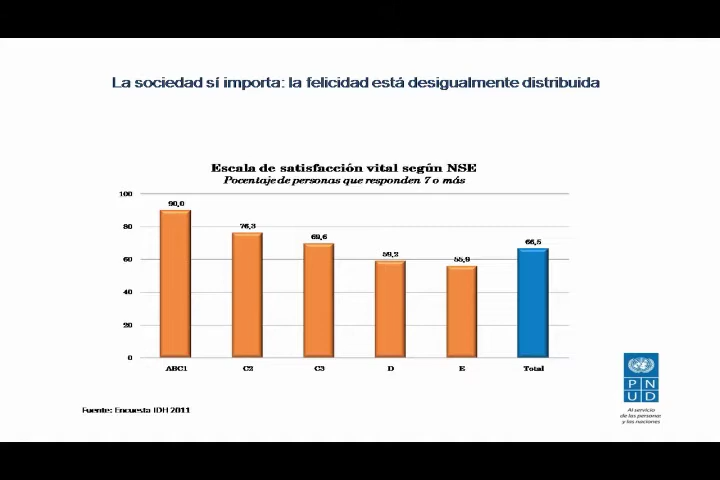 La sociedad sí importa: la felicidad está desigualmente distribuida
Escala de satisfacción vital según NSE
Pocentaje de personas que responden 7 o más
100
80
60
40
20
0
90,0
76,3
69,6
59,2
55,9
66,5
ABC1
C2
C3
D
E
Total
Fuente: Encuesta IDH 2011
P N
U D
Al servicio
de las personas
y las naciones